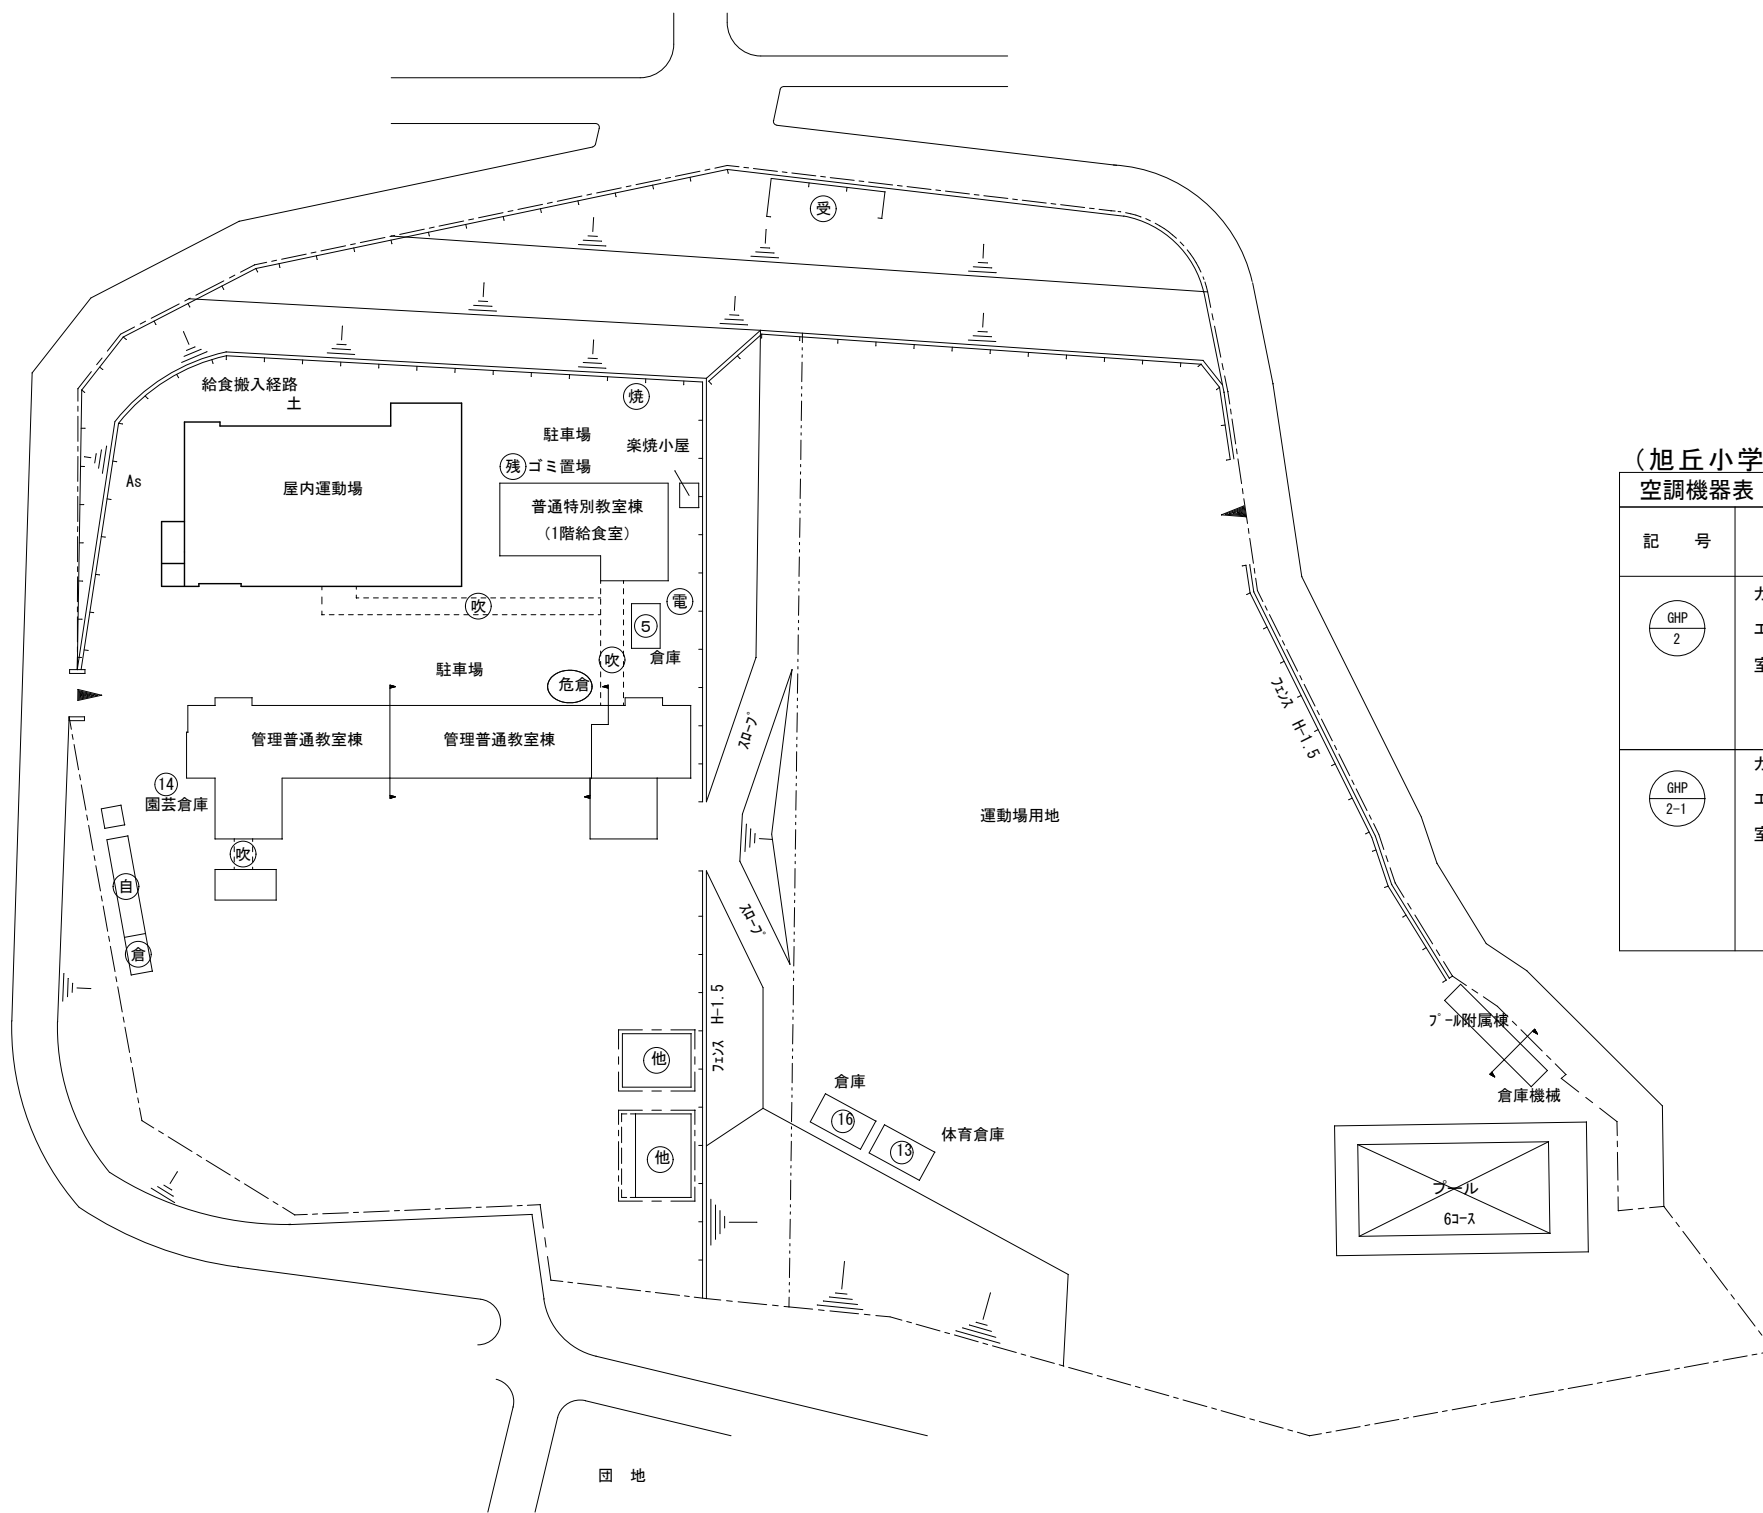 受
給食搬入経路
土
焼
駐車場
楽焼小屋
残 ゴミ置場
As
屋内運動場
普通特別教室棟
(1階給食室)
吹
電
5
倉庫
吹
駐車場
危倉
管理普通教室棟
管理普通教室棟
14
園芸倉庫
吹
自
倉
スロープ
スロープ
運動場用地
フェンス H-1.5
フェンス H-1.5
他
他
倉庫
16
13
体育倉庫
プール附属棟
倉庫機械
プール
6コース
団 地
(旭丘小学
空調機器表
記 号
GHP
2
エ
室
GHP
2-1
エ
室